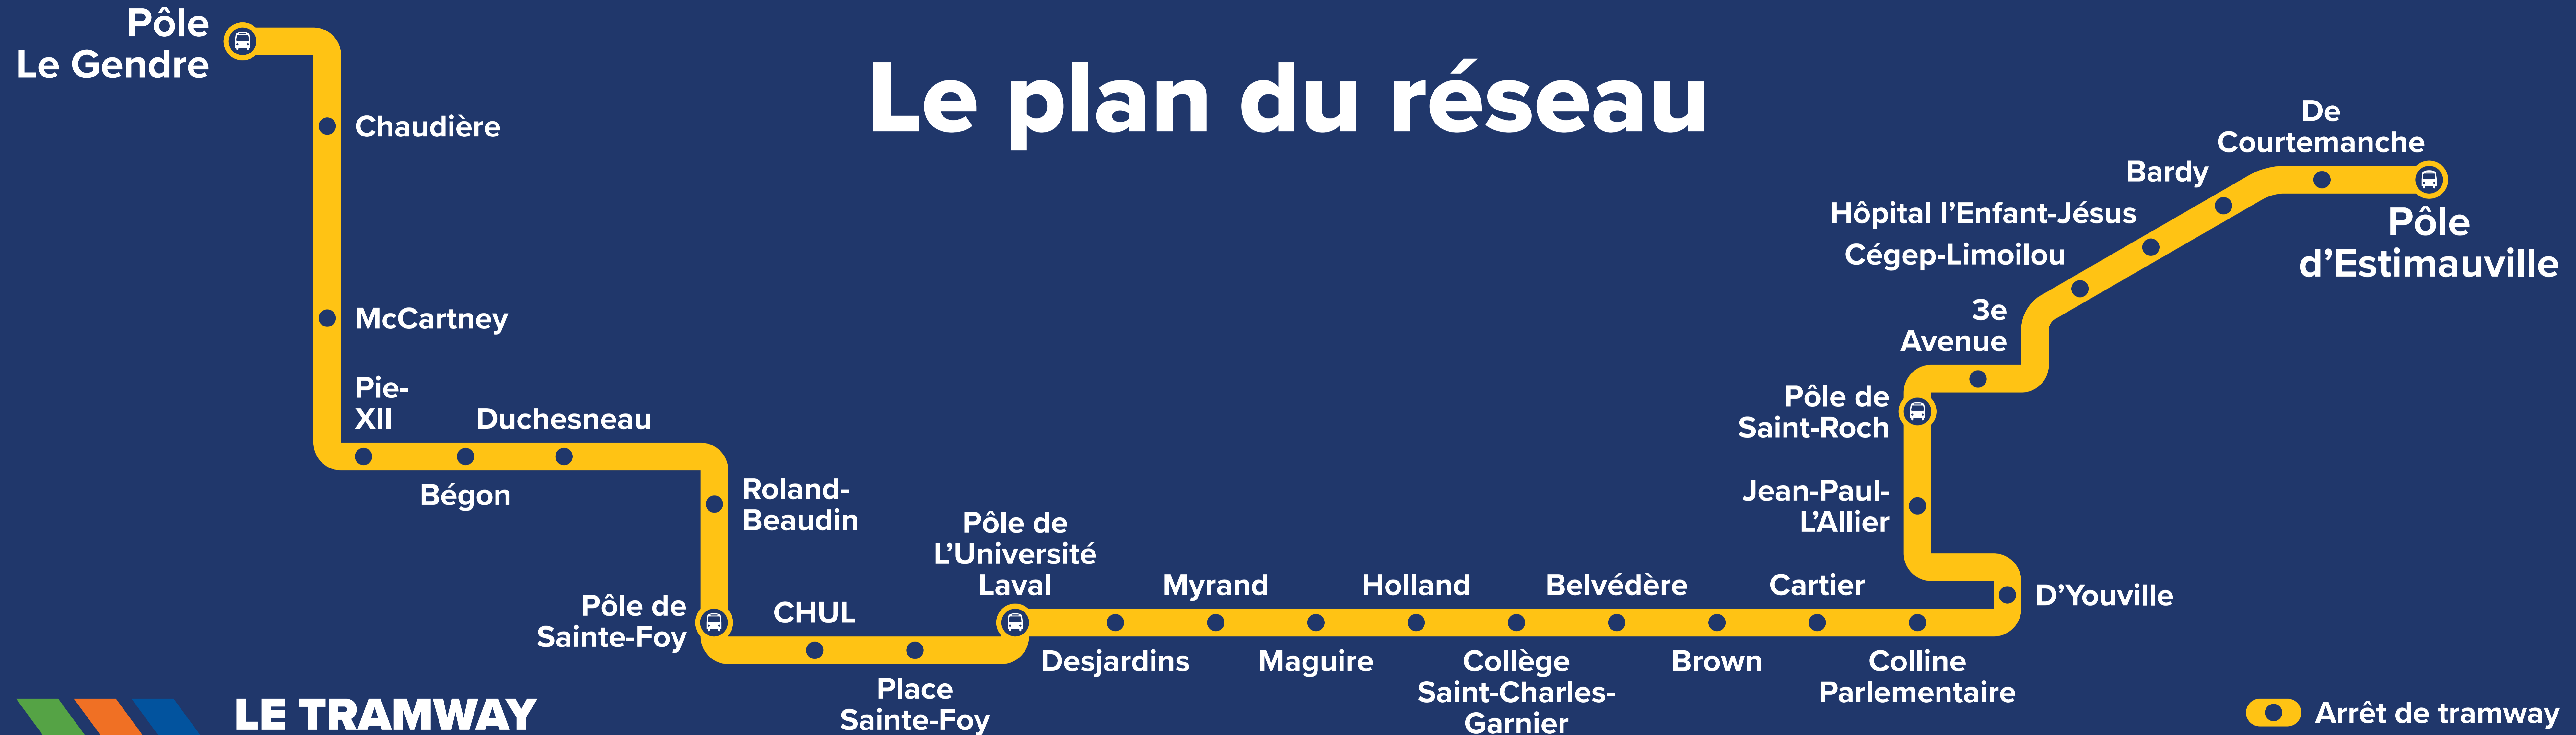 Le plan du réseau
Pôle
Le Gendre
Chaudière
McCartney
Pie-
XII
Bégon
Duchesneau
Roland-
Beaudin
Pôle de
Sainte-Foy
CHUL
Place
Sainte-Foy
Pôle de
L’Université
Laval
Desjardins
Myrand
Maguire
Holland
Collège
Saint-Charles-
Garnier
Belvédère
Brown
Cartier
Colline
Parlementaire
D’Youville
Jean-Paul-
L’Allier
Pôle de
Saint-Roch
3e
Avenue
Cégep-Limoilou
Hôpital l’Enfant-Jésus
Bardy
De
Courtemanche
Pôle
d’Estimauville
LE TRAMWAY
Arrêt de tramway